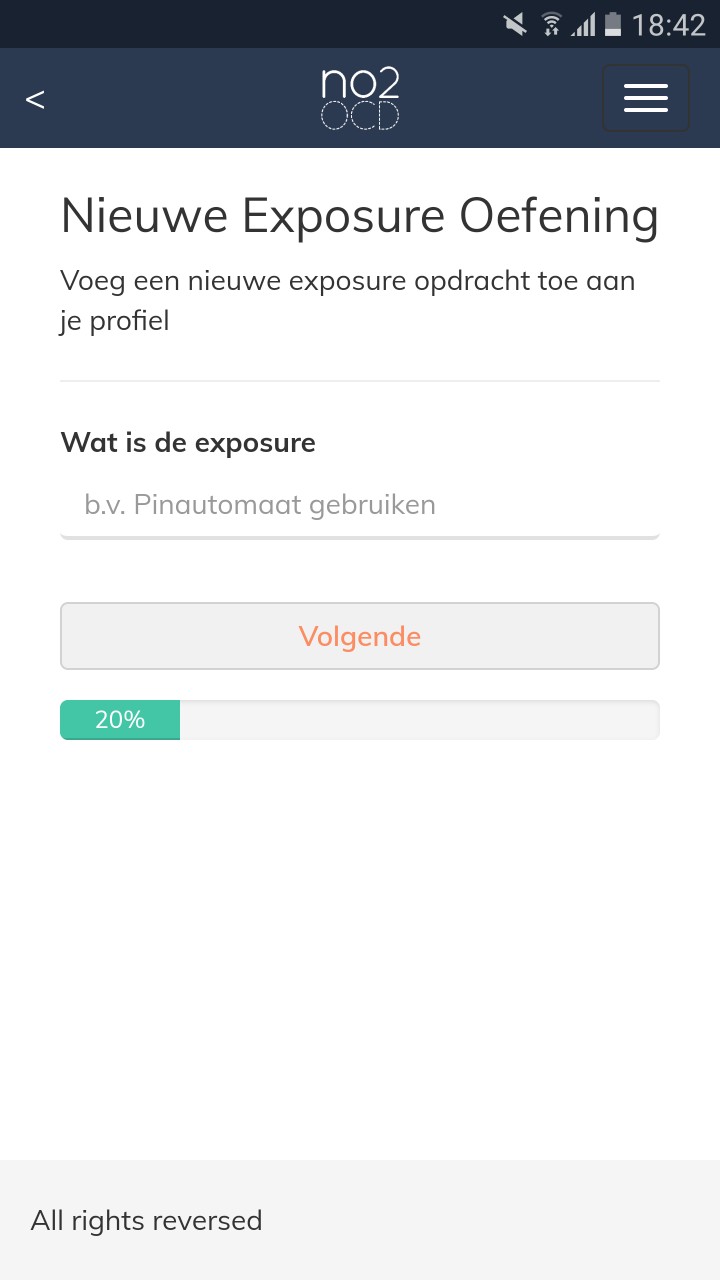 18:42
<
no2
OCD
Nieuwe Exposure Oefening
Voeg een nieuwe exposure opdracht toe aan
je profiel
Wat is de exposure
b.v. Pinautomaat gebruiken
Volgende
20%
All rights reversed